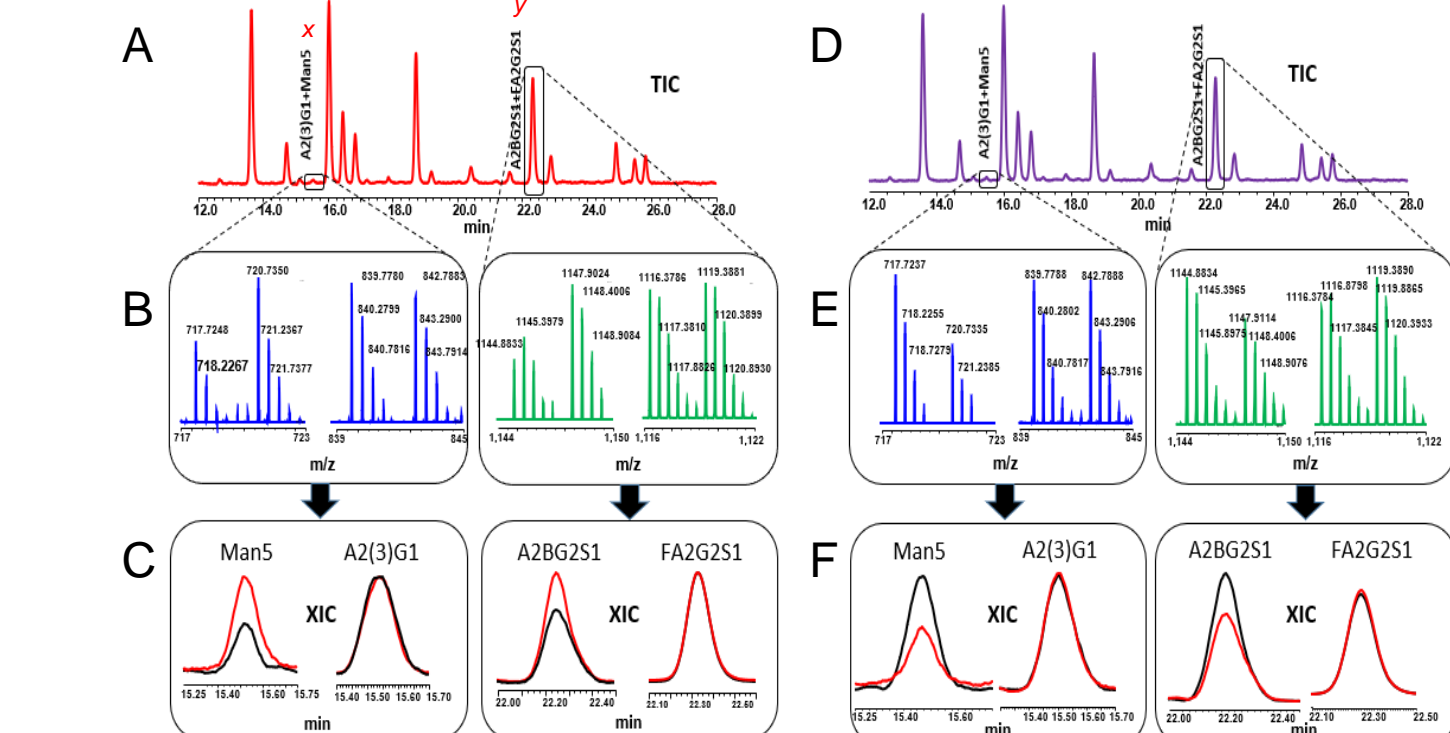 A
x
y
A2(3)G1+Man5
A2BG2S1+FA2G2S1
TIC
12.0 14.0 16.0 18.0 20.0 22.0 24.0 26.0 28.0
min
B
717.7248
718.2267
720.7350
721.2367
721.7377
717 723
839.7780
840.2799
840.7816
842.7883
843.2900
843.7914
839 845
m/z
1144.8833
1145.3979
1147.9024
1148.4006
1148.9084
1,144 1,150
1116.3786
1117.3810
1117.8826
1119.3881
1120.3899
1120.8930
1,116 1,122
m/z
C
Man5 A2(3)G1
XIC
15.25 15.40 15.60 15.75
15.40 15.50 15.60 15.70
min
A2BG2S1 FA2G2S1
XIC
22.00 22.20 22.40
22.10 22.30 22.60
min
D
A2(3)G1+Man5
A2BG2S1+FA2G2S1
TIC
12.0 14.0 16.0 18.0 20.0 22.0 24.0 26.0 28.0
min
E
717.7237
718.2255
718.7279
720.7335
721.2385
717 723
839.7788
840.2802
840.7817
842.7888
843.2906
843.7916
839 845
m/z
1144.8834
1145.3965
1145.8975
1147.9114
1148.4006
1148.9076
1,144 1,150
1116.3784
1116.8798
1117.3845
1119.3890
1119.8865
1120.3933
1,116 1,122
m/z
F
Man5 A2(3)G1
XIC
15.25 15.40 15.60
15.40 15.50 15.60 15.70
min
A2BG2S1 FA2G2S1
XIC
22.00 22.20 22.40
22.10 22.30 22.50
min